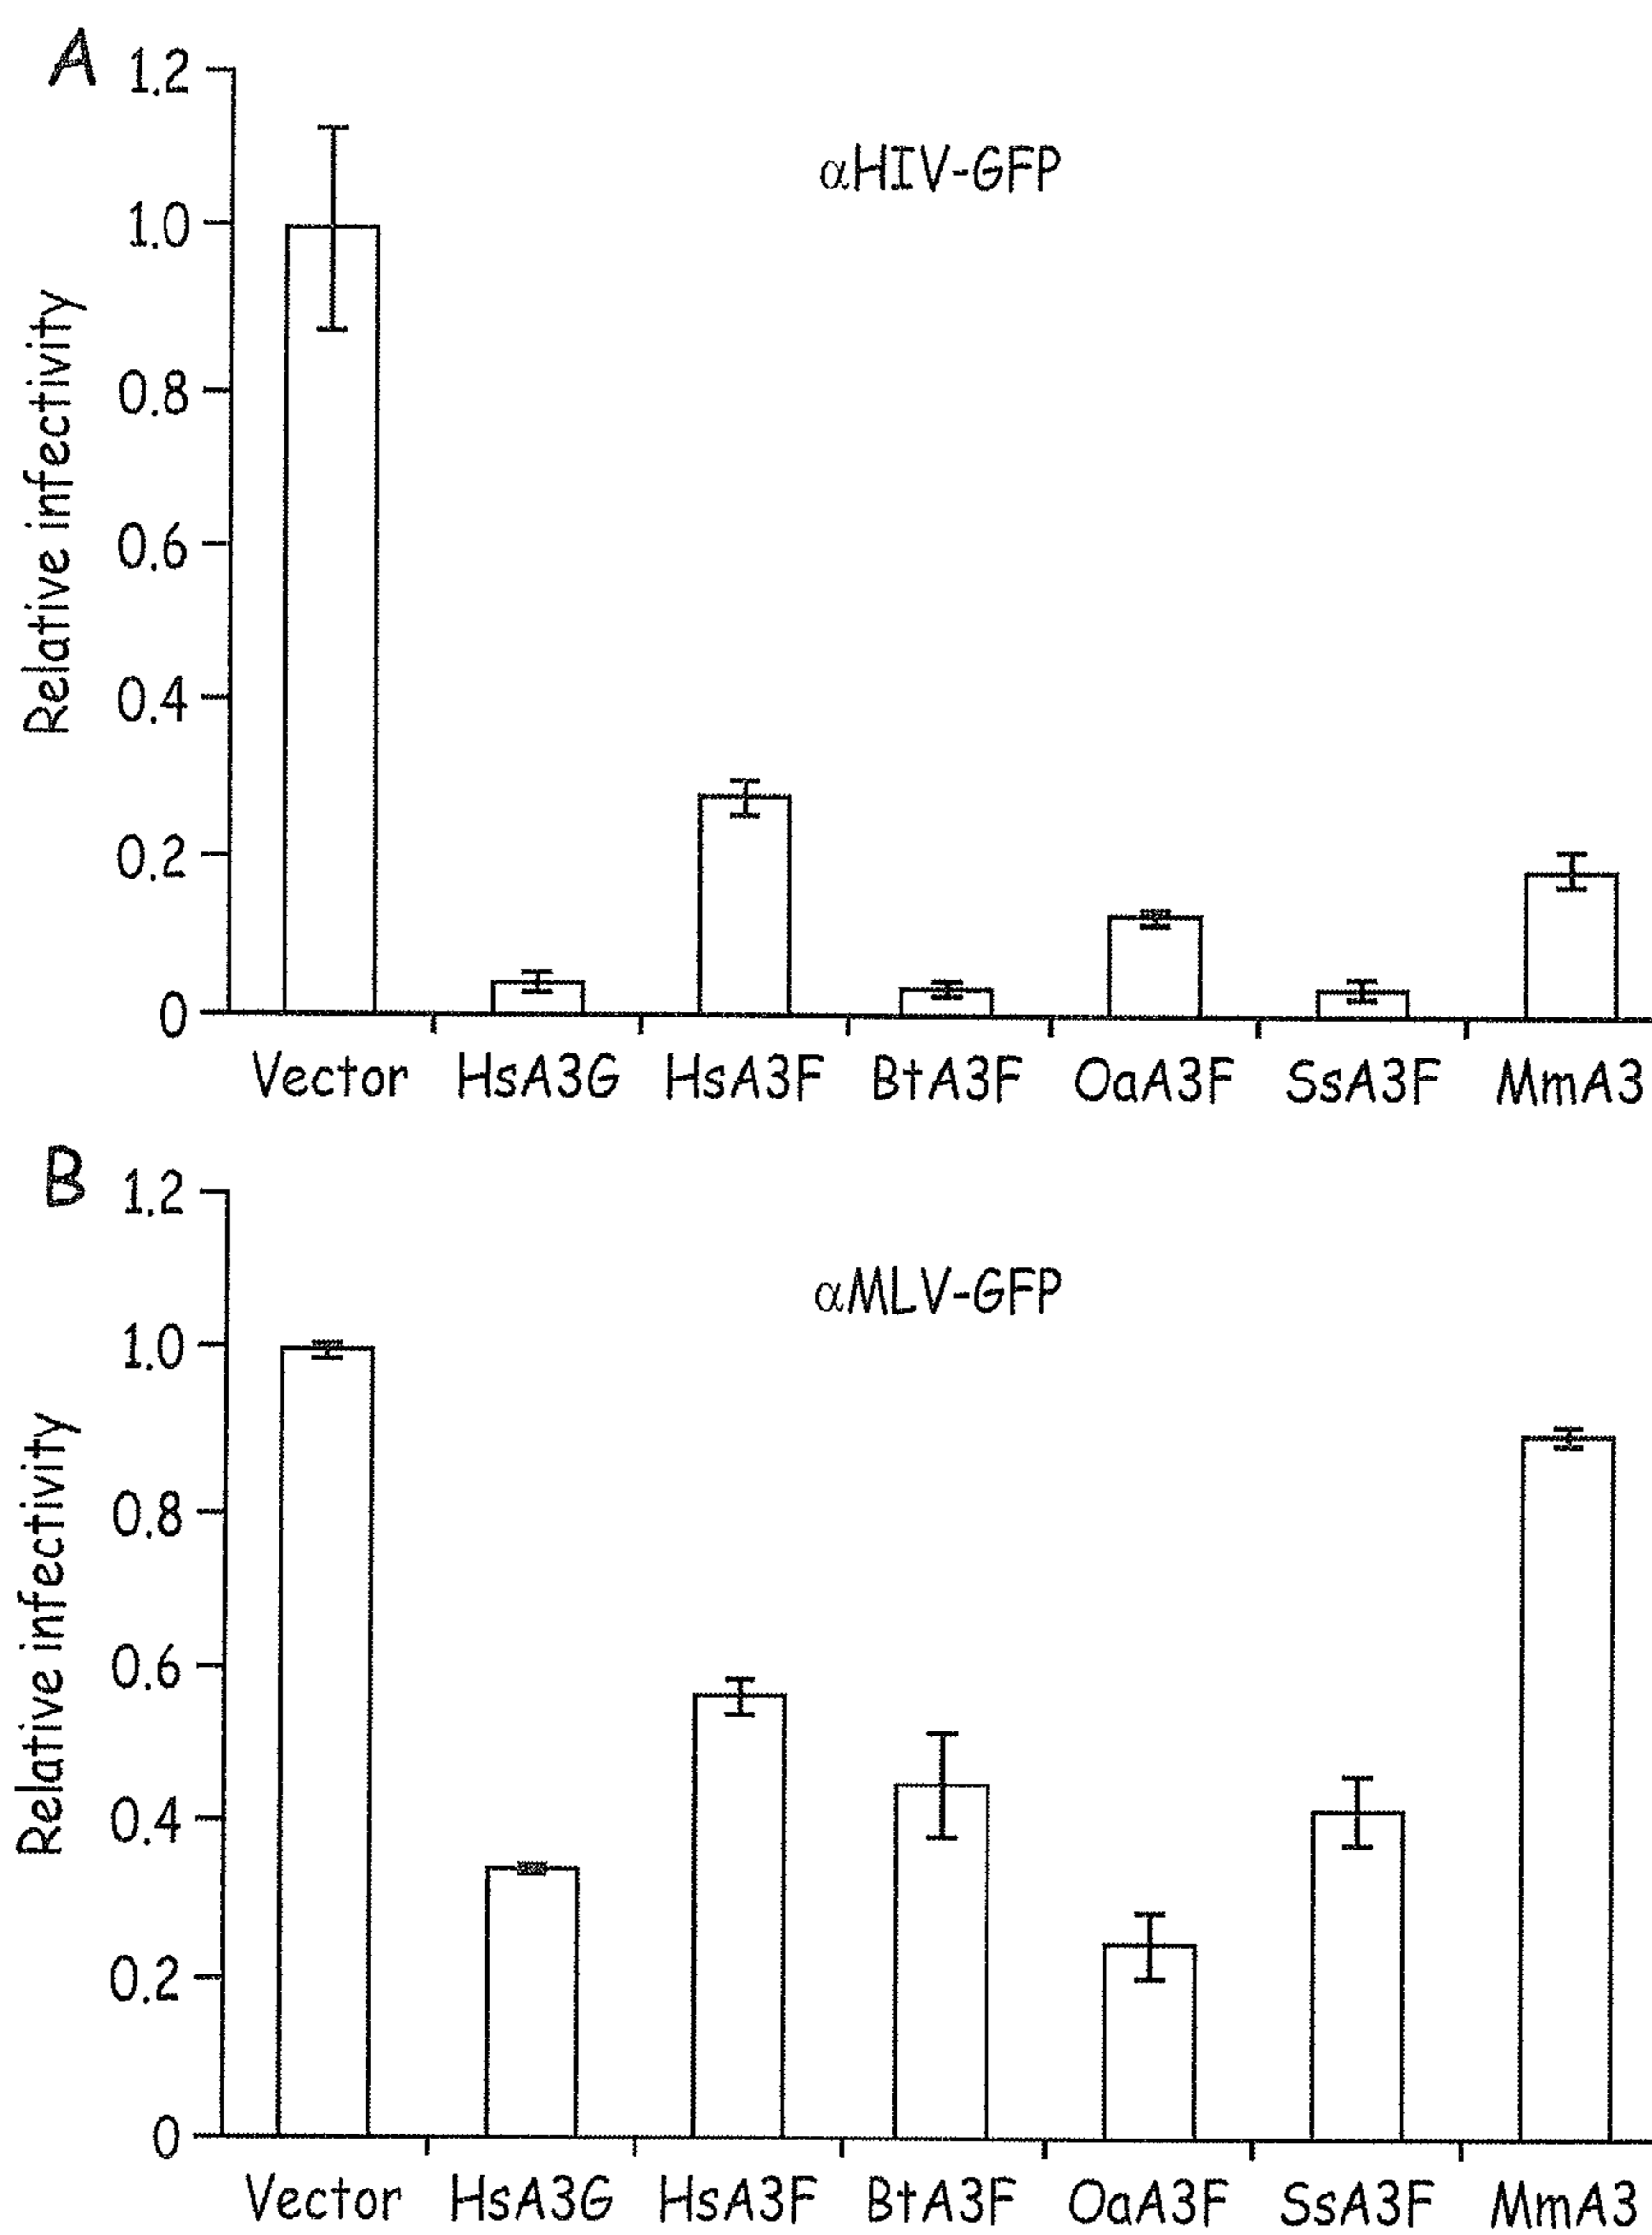 A
1.2
αHIV-GFP
1.0
0.8
0.6
0.4
0.2
0
Relative infectivity
Vector HsA3G HsA3F BtA3F OaA3F SsA3F MmA3
B
1.2
αMLV-GFP
1.0
0.8
0.6
0.4
0.2
0
Relative infectivity
Vector HsA3G HsA3F BtA3F OaA3F SsA3F MmA3